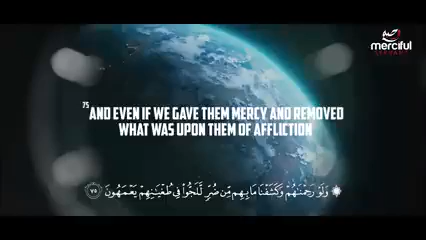 merciful
75 AND EVEN IF WE GAVE THEM MERCY AND REMOVED
WHAT WAS UPON THEM OF AFFLICTION
وَلَوْ رَحِمْنَٰهُمْ وَكَشَفْنَا مَا بِهِم مِّن ضُرٍّ لَّلَجُّوا۟ فِى طُغْيَٰنِهِمْ يَعْمَهُونَ ٧٥